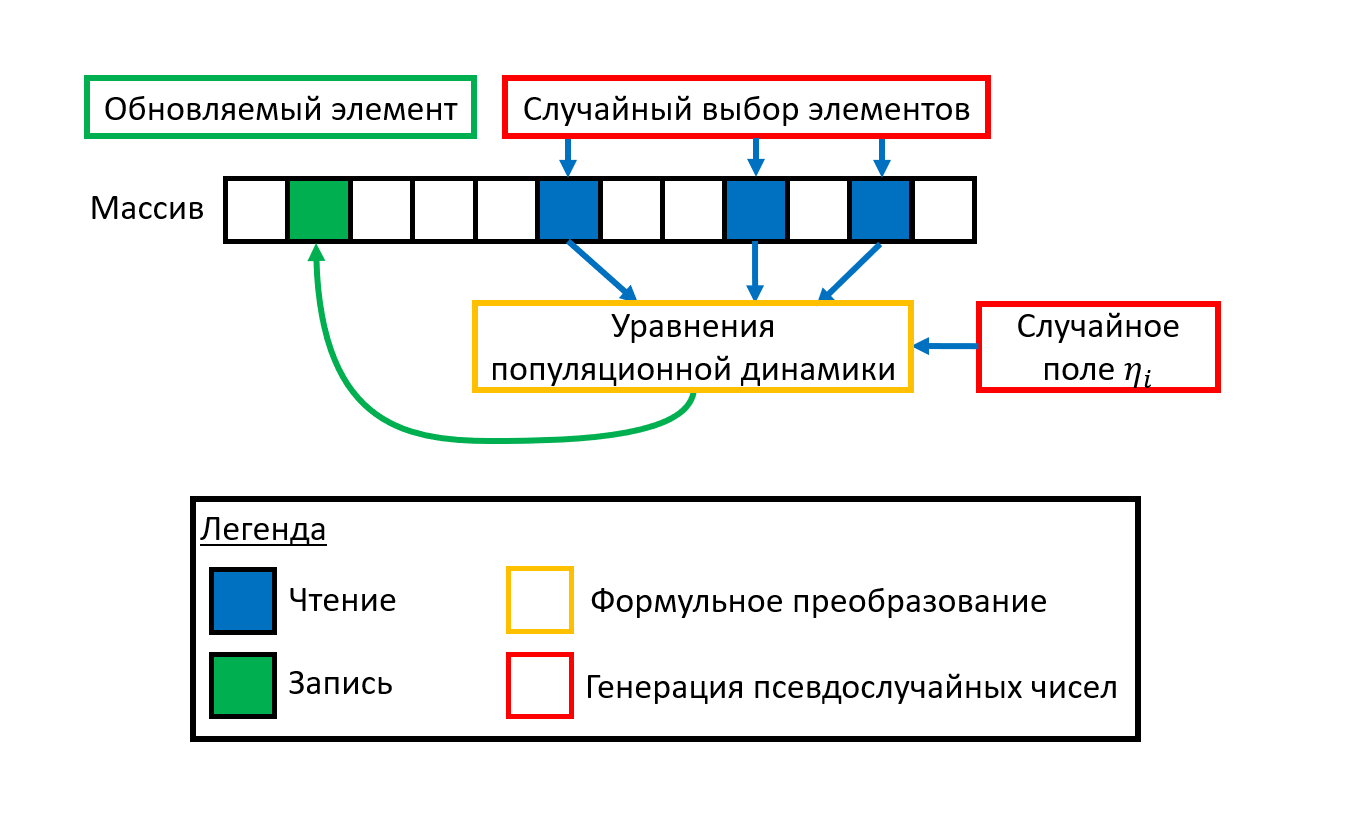 Обновляемый элемент
Случайный выбор элементов
Массив
Уравнения
популяционной динамики
Случайное
поле ηᵢ
Легенда
Чтение
Формульное преобразование
Запись
Генерация псевдослучайных чисел